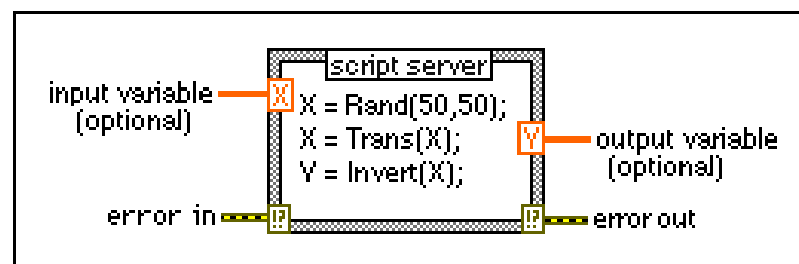 script server
input variable
(optional)
X
X = Rand(50,50);
X = Trans(X);
Y = Invert(X);
Y
output variable
(optional)
error in
!?
!?
error out